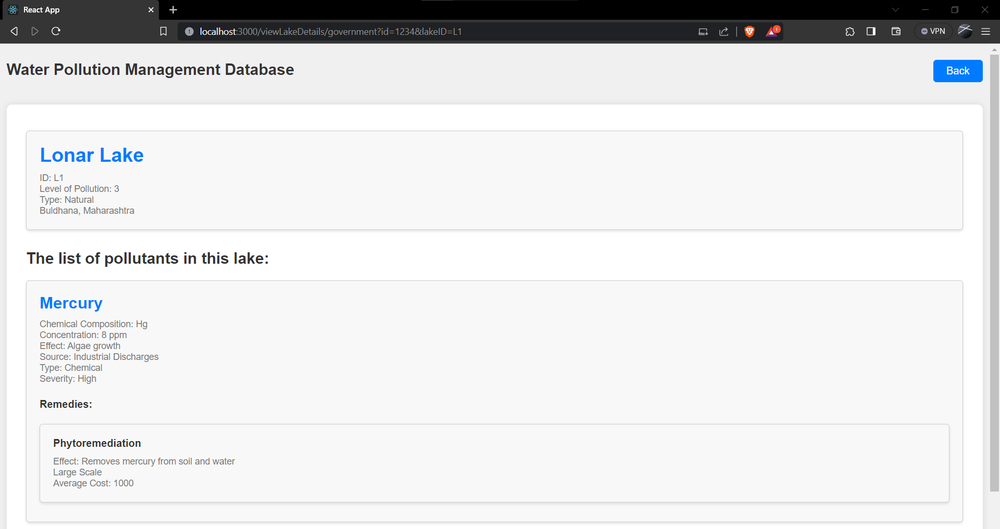 React App
localhost:3000/viewLakeDetails/government?id=1234&lakeID=L1
1
VPN
Water Pollution Management Database
Back
Lonar Lake
ID: L1
Level of Pollution: 3
Type: Natural
Buldhana, Maharashtra
The list of pollutants in this lake:
Mercury
Chemical Composition: Hg
Concentration: 8 ppm
Effect: Algae growth
Source: Industrial Discharges
Type: Chemical
Severity: High
Remedies:
Phytoremediation
Effect: Removes mercury from soil and water
Large Scale
Average Cost: 1000